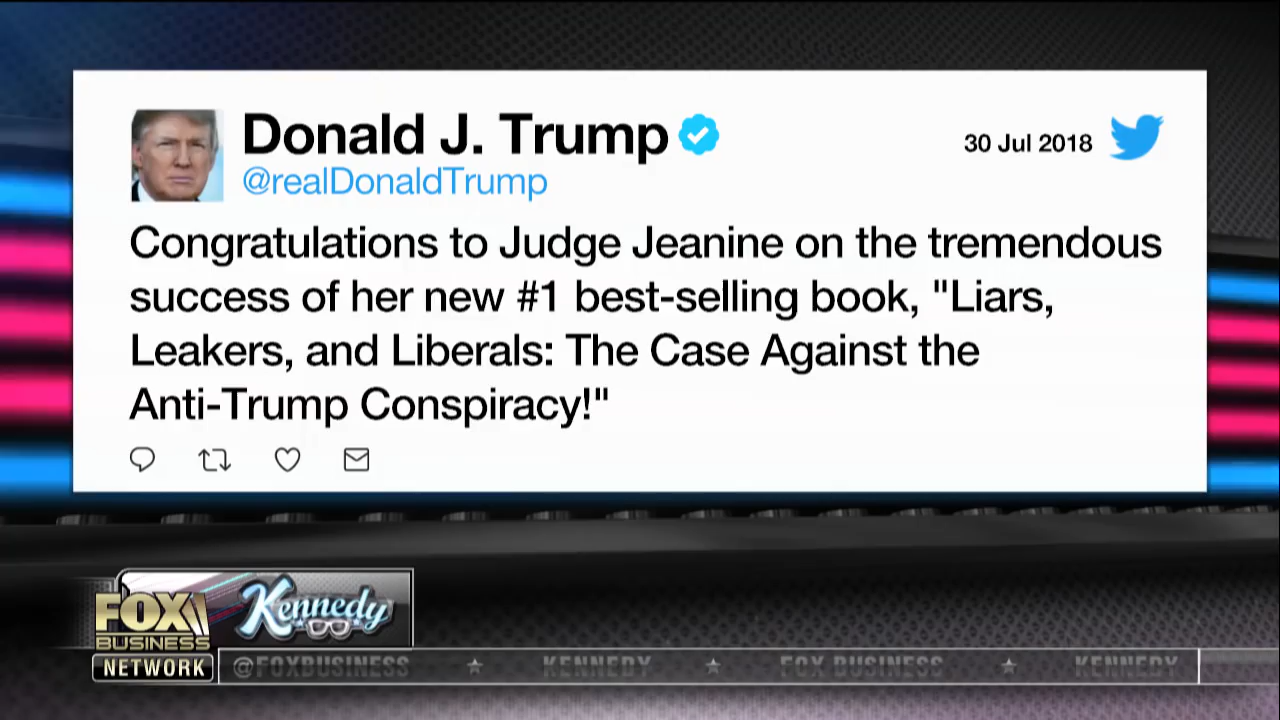 Donald J. Trump
30 Jul 2018
@realDonaldTrump
Congratulations to Judge Jeanine on the tremendous
success of her new #1 best-selling book, "Liars,
Leakers, and Liberals: The Case Against the
Anti-Trump Conspiracy!"
FOX
BUSINESS
NETWORK
Kennedy
@FOXBUSINESS ★ KENNEDY ★ FOX BUSINESS ★ KENNEDY